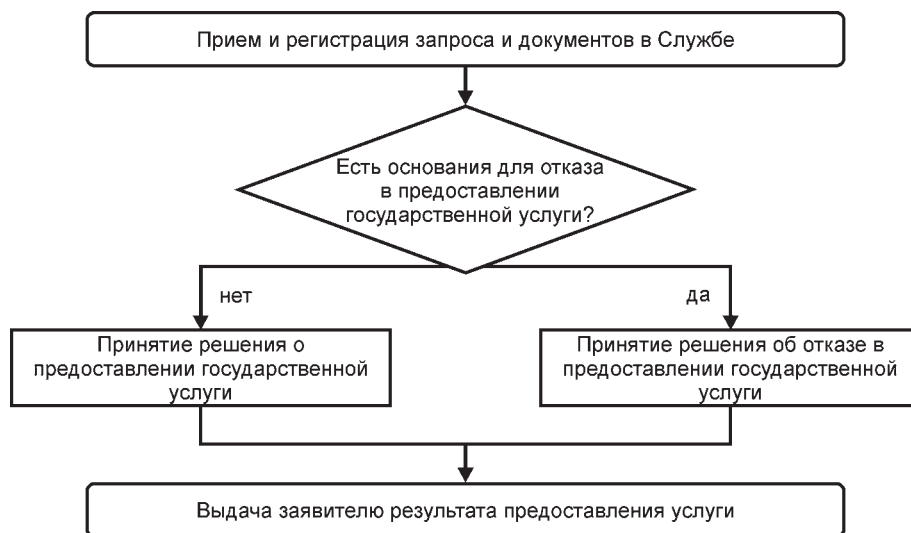 Прием и регистрация запроса и документов в Службе
Есть основания для отказа
в предоставлении
государственной услуги?
нет
да
Принятие решения о
предоставлении государственной
услуги
Принятие решения об отказе в
предоставлении государственной
услуги
Выдача заявителю результата предоставления услуги